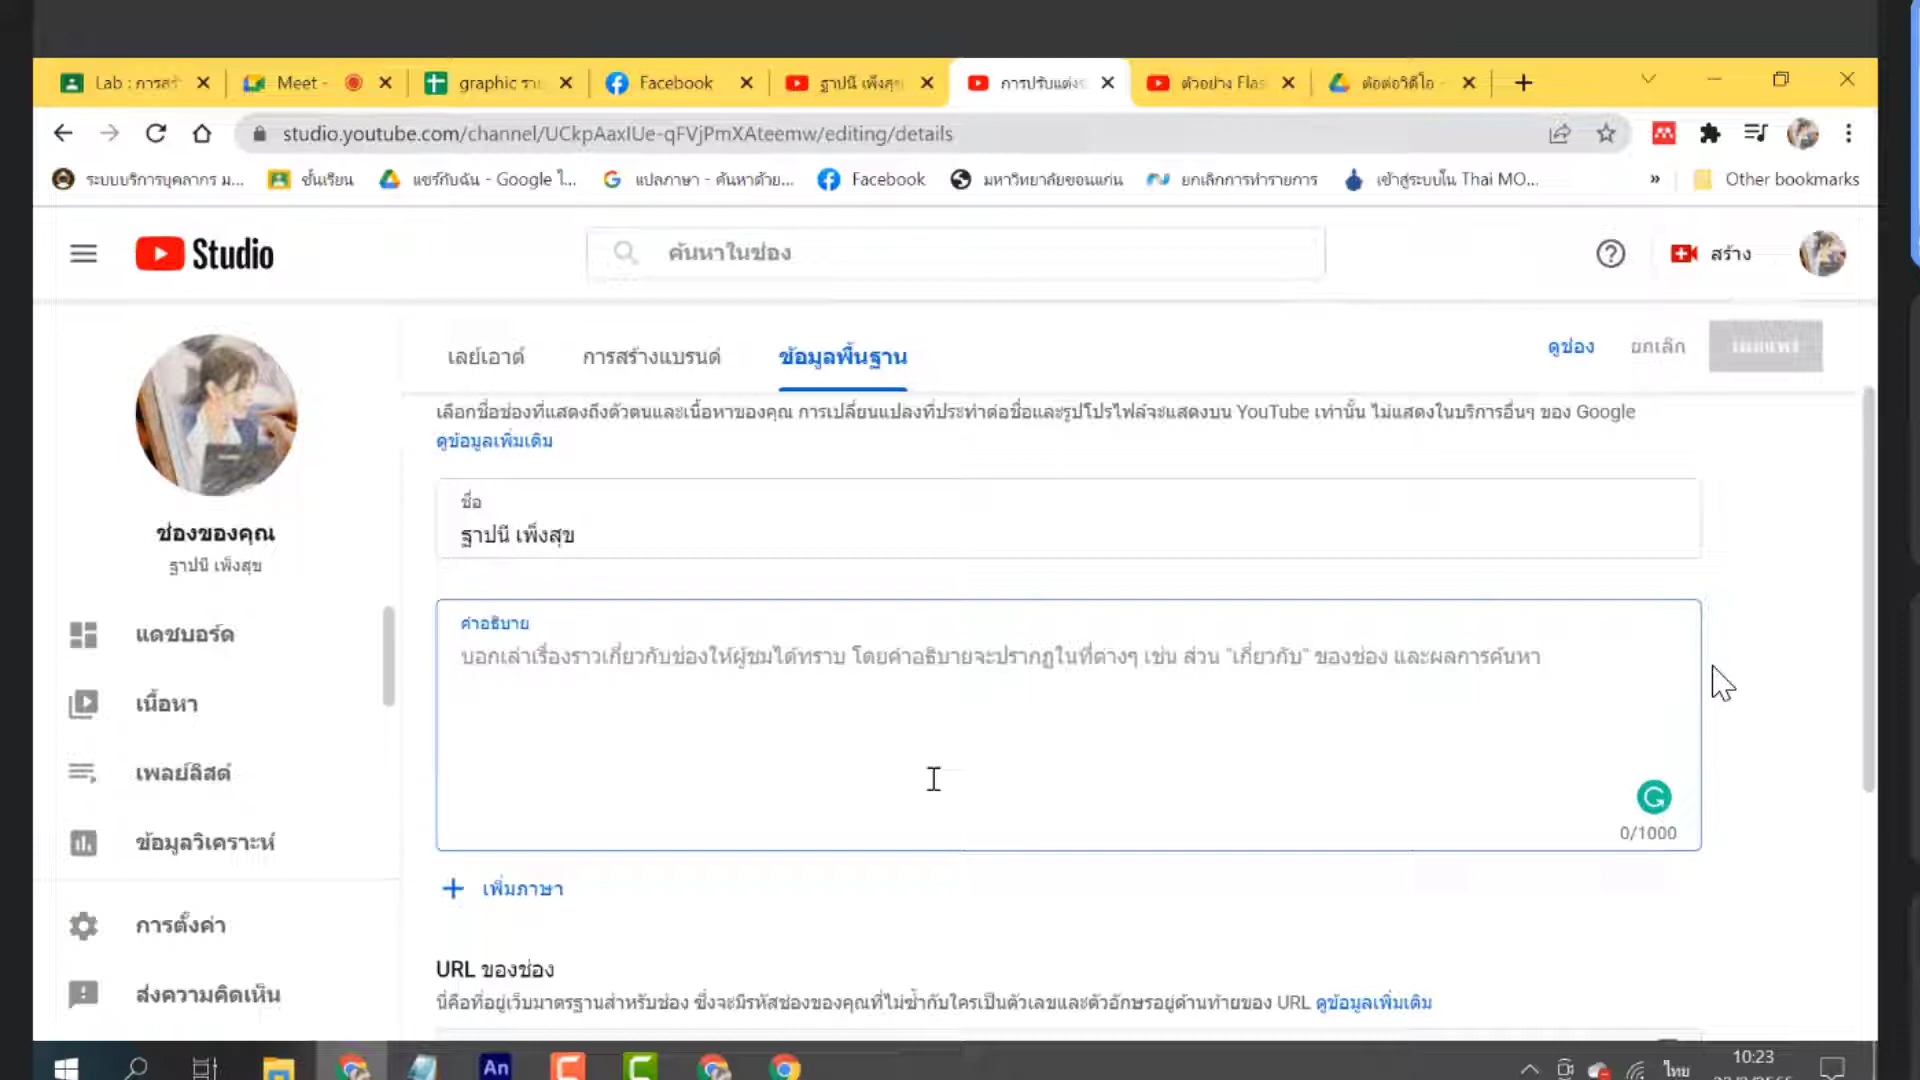 Lab : การสร้
Meet -
graphic ราย
Facebook
ฐาปนี เพ็งสุข
การปรับแต่งช
ตัวอย่าง Flas
ตัดต่อวิดีโอ -
studio.youtube.com/channel/UCkpAaxIUe-qFVjPmXAteemw/editing/details
ระบบบริการบุคลากร ม...
ชั้นเรียน
แชร์กับฉัน - Google ไ...
แปลภาษา - ค้นหาด้วย...
Facebook
มหาวิทยาลัยขอนแก่น
ยกเลิกการทำรายการ
เข้าสู่ระบบใน Thai MO...
»
Other bookmarks
Studio
ค้นหาในช่อง
สร้าง
เลย์เอาต์
การสร้างแบรนด์
ข้อมูลพื้นฐาน
ดูช่อง
ยกเลิก
เผยแพร่
เลือกชื่อช่องที่แสดงถึงตัวตนและเนื้อหาของคุณ การเปลี่ยนแปลงที่ประทำต่อชื่อและรูปโปรไฟล์จะแสดงบน YouTube เท่านั้น ไม่แสดงในบริการอื่นๆ ของ Google
ดูข้อมูลเพิ่มเติม
ชื่อ
ฐาปนี เพ็งสุข
ช่องของคุณ
ฐาปนี เพ็งสุข
คำอธิบาย
บอกเล่าเรื่องราวเกี่ยวกับช่องให้ผู้ชมได้ทราบ โดยคำอธิบายจะปรากฏในที่ต่างๆ เช่น ส่วน "เกี่ยวกับ" ของช่อง และผลการค้นหา
0/1000
แดชบอร์ด
เนื้อหา
เพลย์ลิสต์
ข้อมูลวิเคราะห์
การตั้งค่า
ส่งความคิดเห็น
เพิ่มภาษา
URL ของช่อง
นี่คือที่อยู่เว็บมาตรฐานสำหรับช่อง ซึ่งจะมีรหัสช่องของคุณที่ไม่ซ้ำกับใครเป็นตัวเลขและตัวอักษรอยู่ด้านท้ายของ URL ดูข้อมูลเพิ่มเติม
An
ไทย
10:23